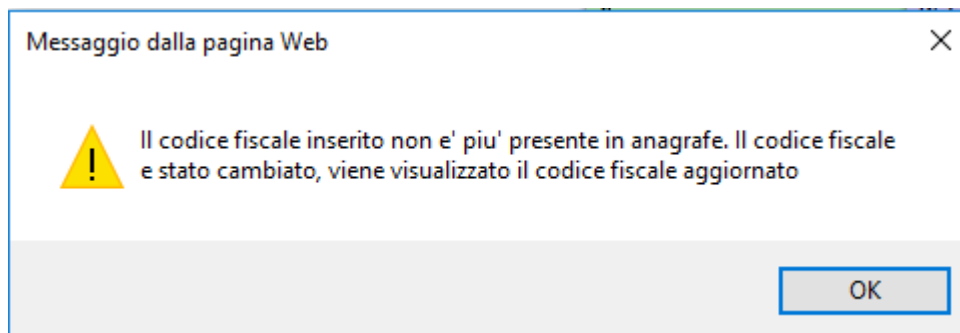 Messaggio dalla pagina Web
Il codice fiscale inserito non e' piu' presente in anagrafe. Il codice fiscale
e stato cambiato, viene visualizzato il codice fiscale aggiornato
OK